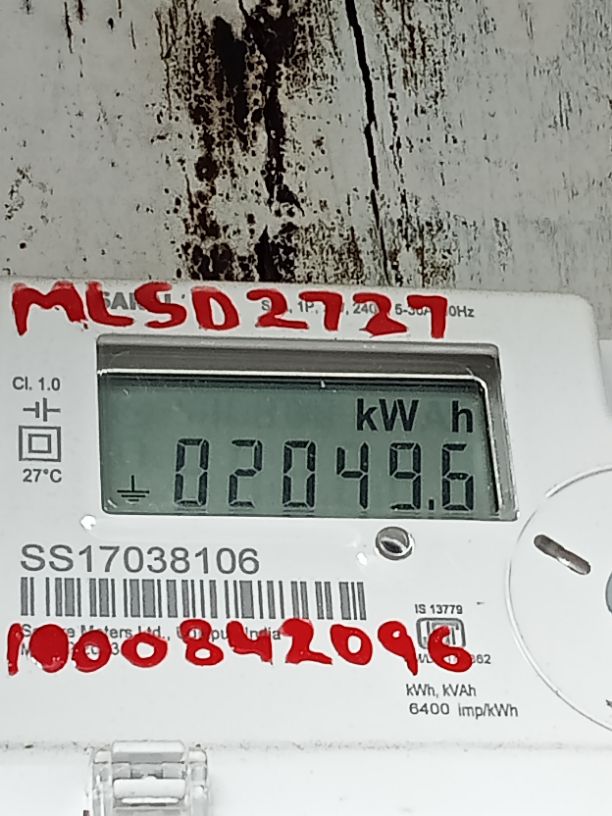 MLSD2727
Cl. 1.0
kW h
27°C
02049.6
SS17038106
IS 13779
1000842096
kWh, kVAh
6400 imp/kWh